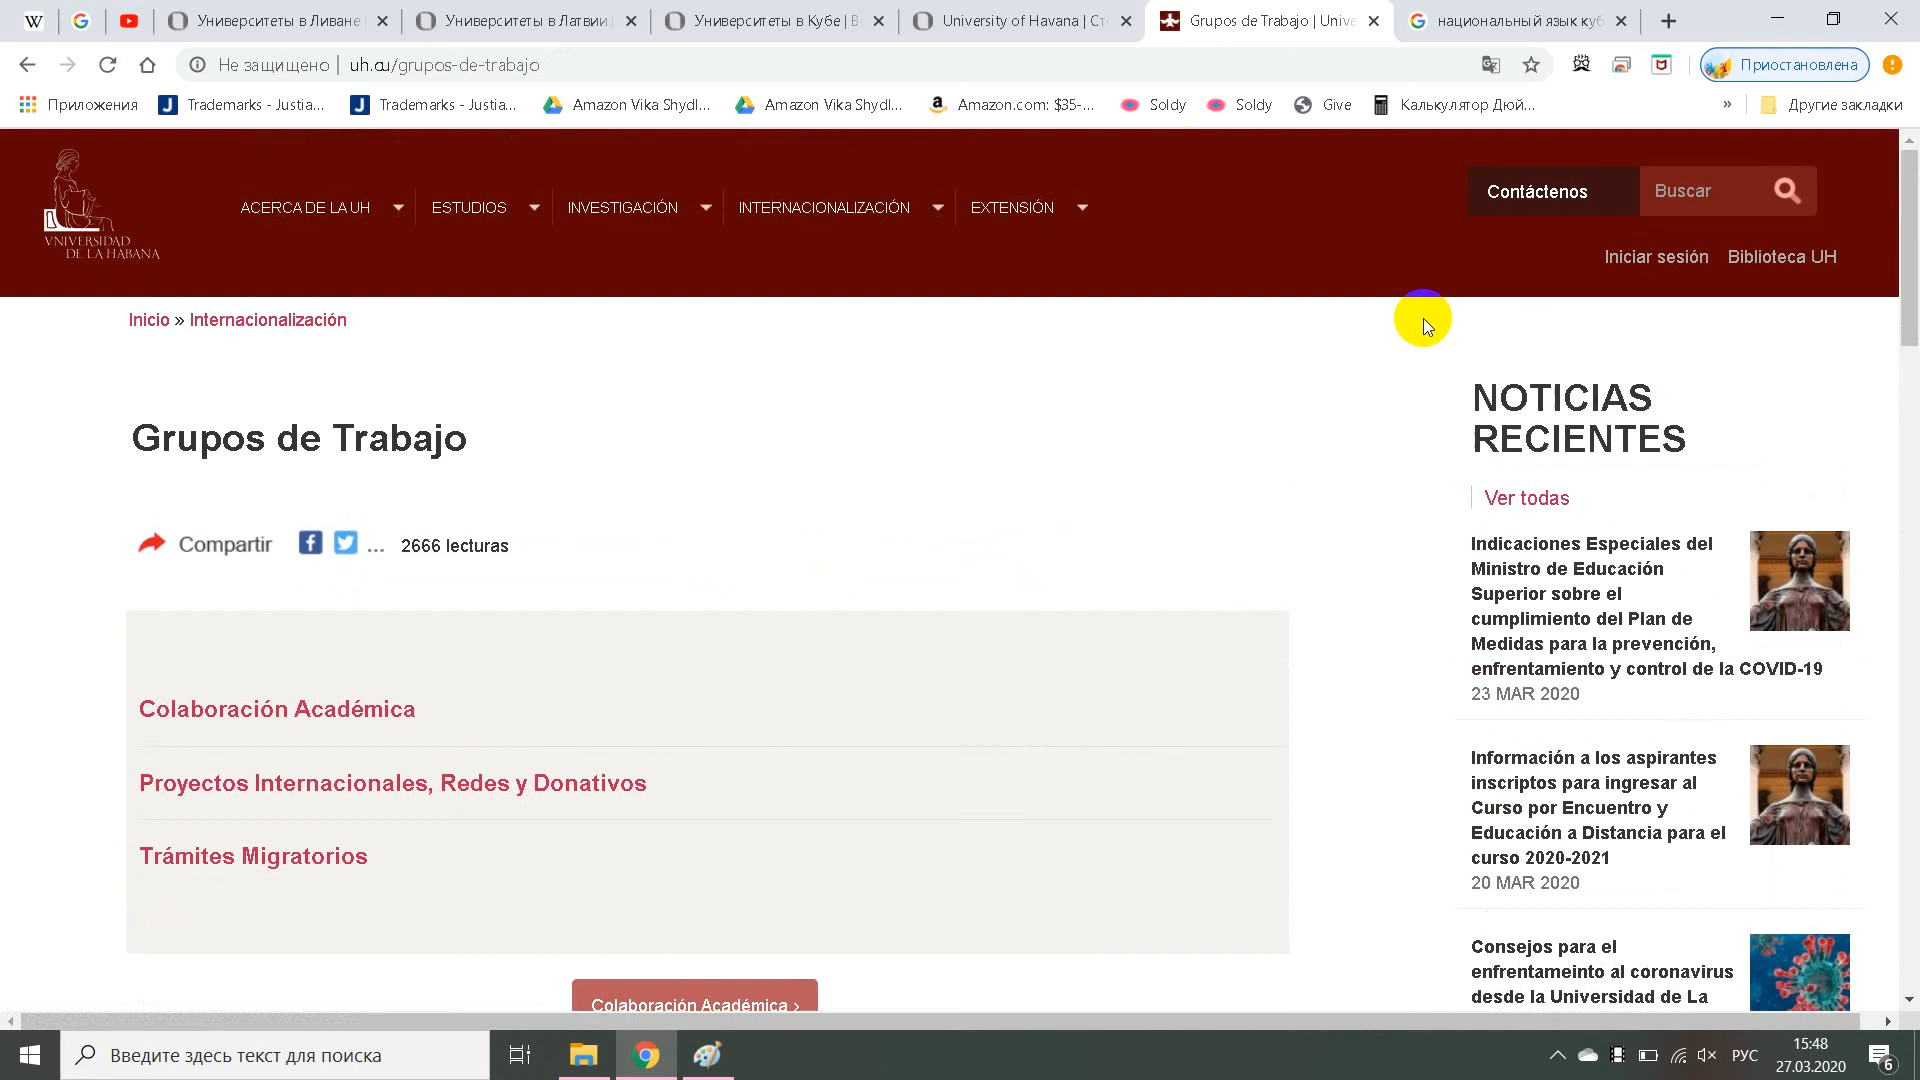 Университеты в Ливане
Университеты в Латвии
Университеты в Кубе | В
University of Havana | Ст
Grupos de Trabajo | Unive
национальный язык куб
Не защищено | uh.cu/grupos-de-trabajo
Приостановлена
Приложения
Trademarks - Justia...
Trademarks - Justia...
Amazon Vika Shydl...
Amazon Vika Shydl...
Amazon.com: $35-...
Soldy
Soldy
Give
Калькулятор Дюй...
»
Другие закладки
VNIVERSIDAD
DE LA HABANA
ACERCA DE LA UH
ESTUDIOS
INVESTIGACIÓN
INTERNACIONALIZACIÓN
EXTENSIÓN
Contáctenos
Buscar
Iniciar sesión
Biblioteca UH
Inicio » Internacionalización
Grupos de Trabajo
Compartir
...
2666 lecturas
Colaboración Académica
Proyectos Internacionales, Redes y Donativos
Trámites Migratorios
Colaboración Académica ›
NOTICIAS
RECIENTES
Ver todas
Indicaciones Especiales del
Ministro de Educación
Superior sobre el
cumplimiento del Plan de
Medidas para la prevención,
enfrentamiento y control de la COVID-19
23 MAR 2020
Información a los aspirantes
inscriptos para ingresar al
Curso por Encuentro y
Educación a Distancia para el
curso 2020-2021
20 MAR 2020
Consejos para el
enfrentameinto al coronavirus
desde la Universidad de La
Введите здесь текст для поиска
РУС
15:48
27.03.2020
6